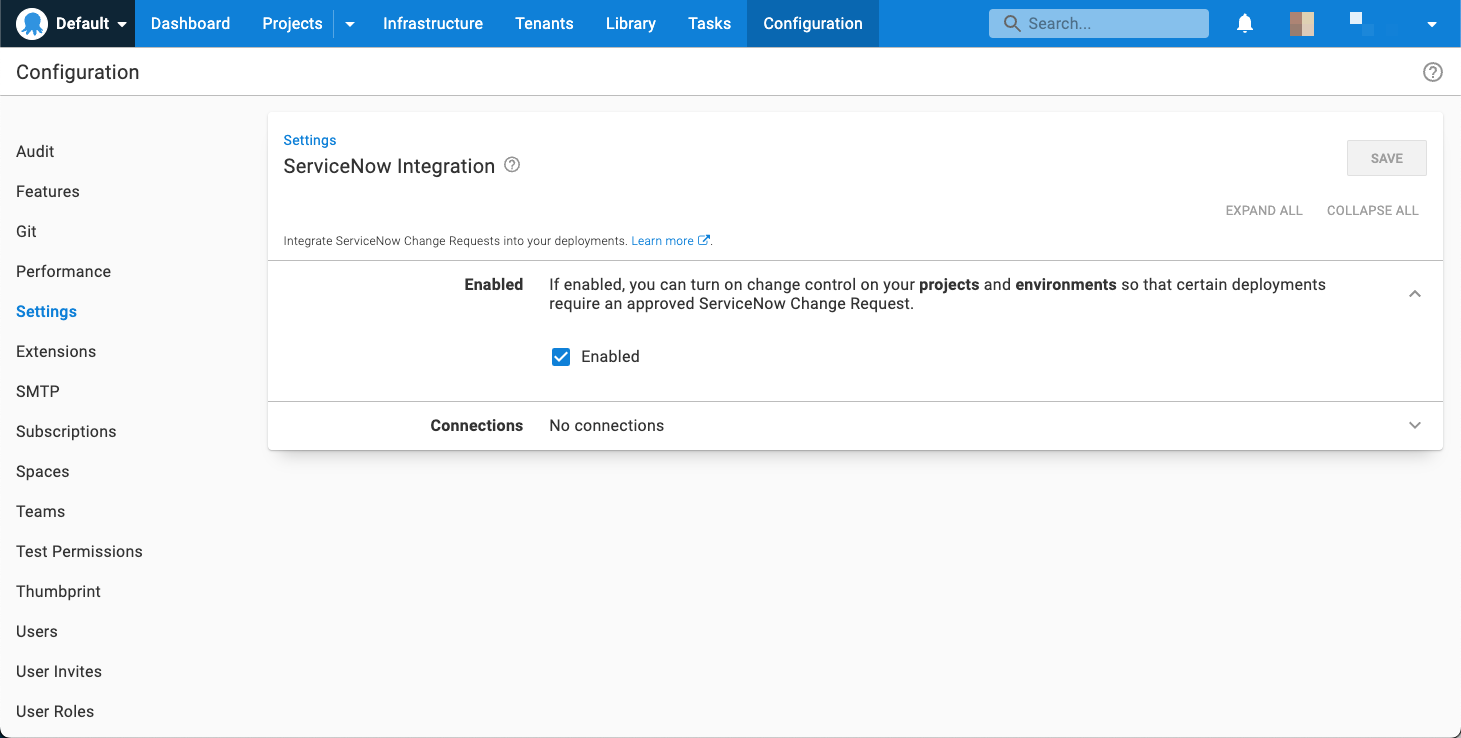 Default
Dashboard
Projects
Infrastructure
Tenants
Library
Tasks
Configuration
Search...
Configuration
Audit
Features
Git
Performance
Settings
Extensions
SMTP
Subscriptions
Spaces
Teams
Test Permissions
Thumbprint
Users
User Invites
User Roles
Settings
ServiceNow Integration
SAVE
EXPAND ALL
COLLAPSE ALL
Integrate ServiceNow Change Requests into your deployments. Learn more.
Enabled
If enabled, you can turn on change control on your projects and environments so that certain deployments
require an approved ServiceNow Change Request.
Enabled
Connections
No connections